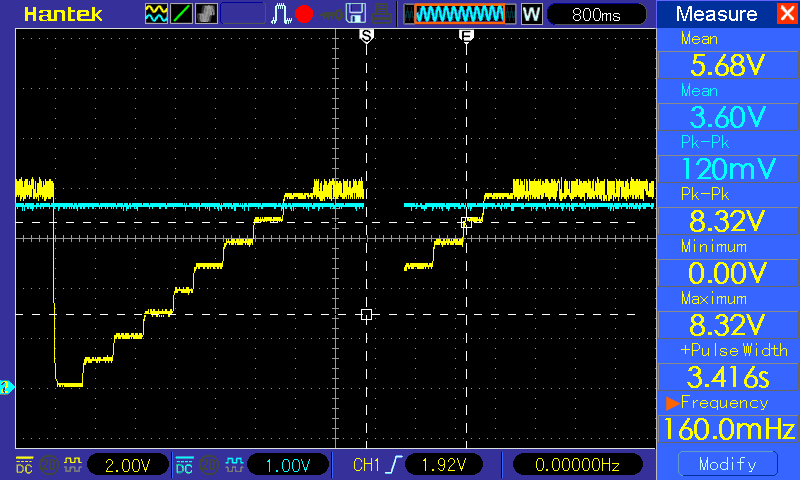 Hantek W 800ms Measure
S E
Mean
5.68V
Mean
3.60V
Pk-Pk
120mV
Pk-Pk
8.32V
Minimum
0.00V
Maximum
8.32V
+Pulse Width
3.416s
Frequency
160.0mHz
DC 2.00V DC 1.00V CH1 1.92V 0.00000Hz Modify